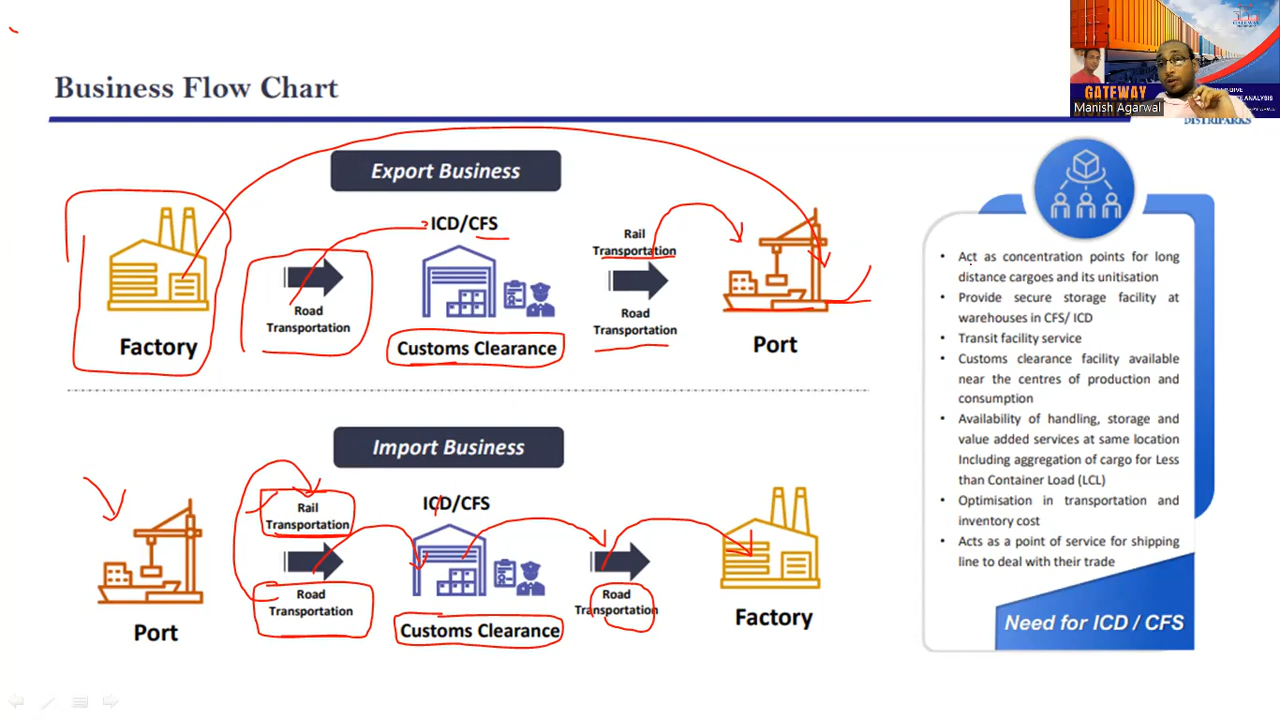 Business Flow Chart
GATEWAY
Manish Agarwal
ANALYSIS
DISTRIPARKS
Export Business
ICD/CFS
Rail
Transportation
Road
Transportation
Road
Transportation
Factory
Customs Clearance
Port
Import Business
ICD/CFS
Rail
Transportation
Road
Transportation
Road
Transportation
Port
Customs Clearance
Factory
• Act as concentration points for long
distance cargoes and its unitisation
• Provide secure storage facility at
warehouses in CFS/ ICD
• Transit facility service
• Customs clearance facility available
near the centres of production and
consumption
• Availability of handling, storage and
value added services at same location
Including aggregation of cargo for Less
than Container Load (LCL)
• Optimisation in transportation and
inventory cost
• Acts as a point of service for shipping
line to deal with their trade
Need for ICD / CFS